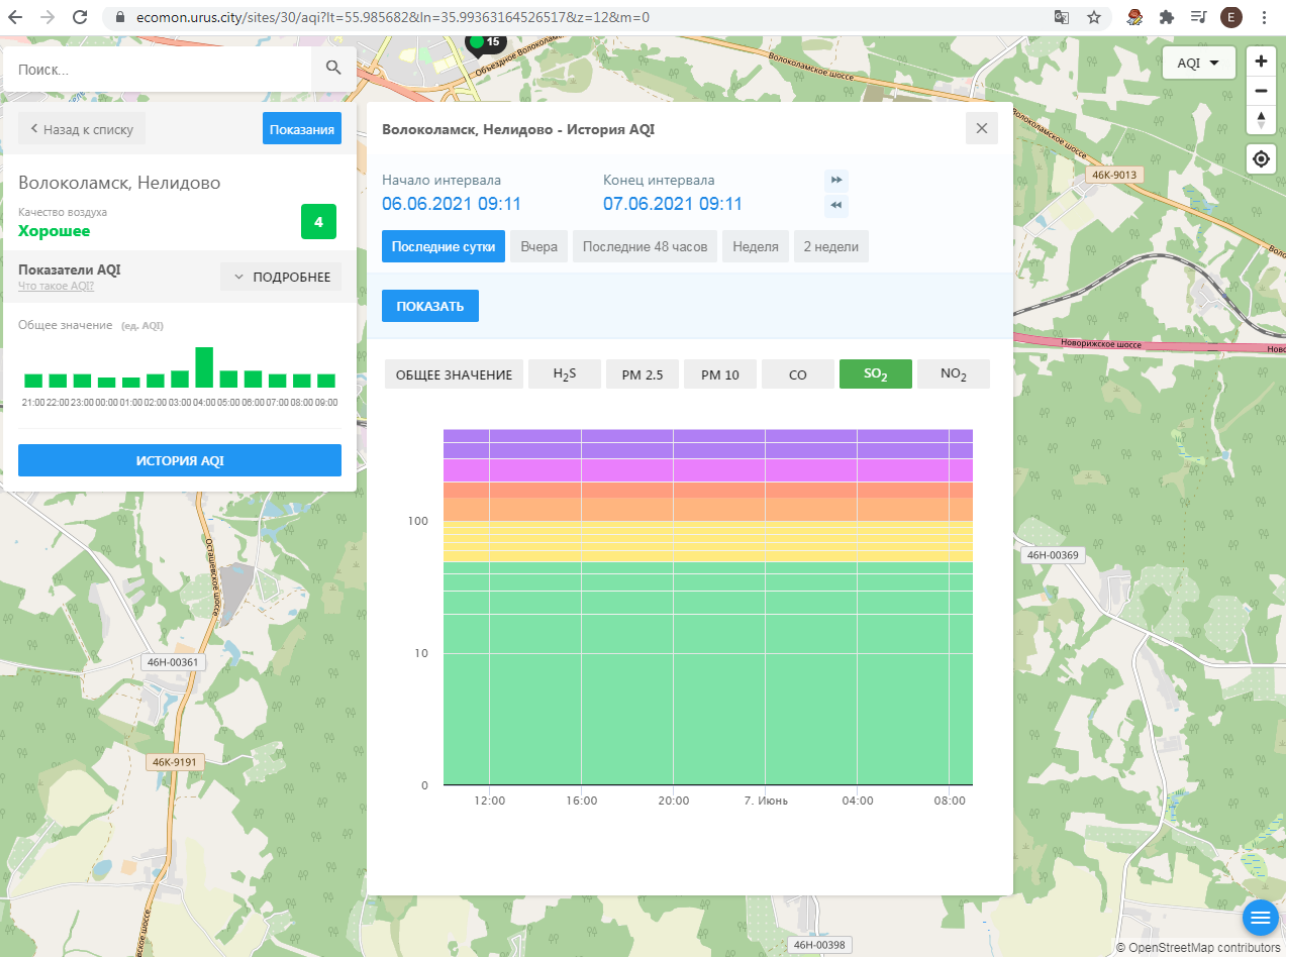 ecomon.urus.city/sites/30/aqi?lt=55.985682&ln=35.99363164526517&z=12&m=0
E
15
Объездное Волоколамск
Волоколамское шоссе
Поиск...
AQI
Назад к списку
Показания
Волоколамск, Нелидово - История AQI
Волоколамское шоссе
46К-9013
Волоколамск, Нелидово
Качество воздуха
Хорошее
4
Начало интервала
Конец интервала
06.06.2021 09:11
07.06.2021 09:11
Последние сутки
Вчера
Последние 48 часов
Неделя
2 недели
Показатели AQI
Что такое AQI?
ПОДРОБНЕЕ
ПОКАЗАТЬ
Общее значение (ед. AQI)
Новорижское шоссе
Ново
21:00 22:00 23:00 00:00 01:00 02:00 03:00 04:00 05:00 06:00 07:00 08:00 09:00
ОБЩЕЕ ЗНАЧЕНИЕ
H2S
PM 2.5
PM 10
CO
SO2
NO2
ИСТОРИЯ AQI
100
10
0
12:00
16:00
20:00
7. Июнь
04:00
08:00
Осташёвское шоссе
46Н-00369
46Н-00361
46К-9191
46Н-00398
© OpenStreetMap contributors